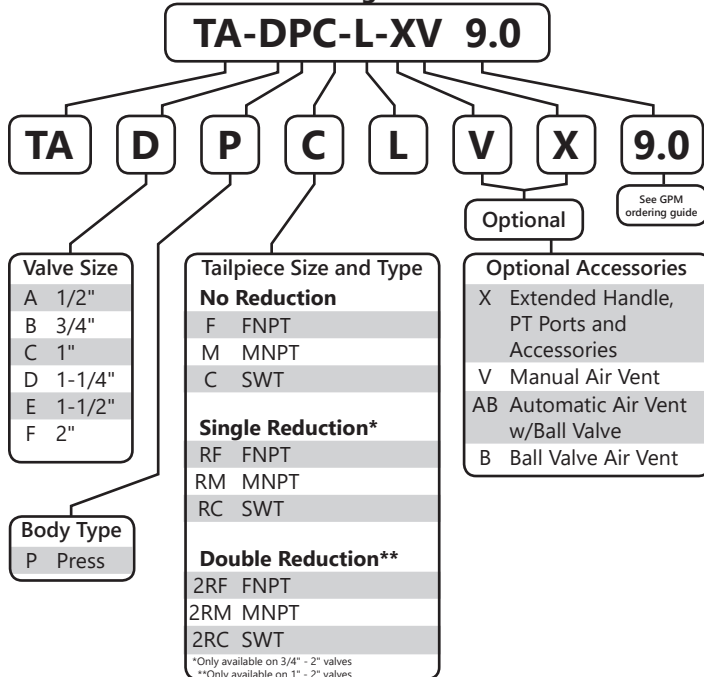 TA-DPC-L-XV 9.0
TA D P C L V X 9.0
See GPM
ordering guide
Optional
Valve Size
A 1/2"
B 3/4"
C 1"
D 1-1/4"
E 1-1/2"
F 2"
Body Type
P Press
Tailpiece Size and Type
No Reduction
F FNPT
M MNPT
C SWT
Single Reduction*
RF FNPT
RM MNPT
RC SWT
Double Reduction**
2RF FNPT
2RM MNPT
2RC SWT
*Only available on 3/4" - 2" valves
**Only available on 1" - 2" valves
Optional Accessories
X Extended Handle,
PT Ports and
Accessories
V Manual Air Vent
AB Automatic Air Vent
w/Ball Valve
B Ball Valve Air Vent